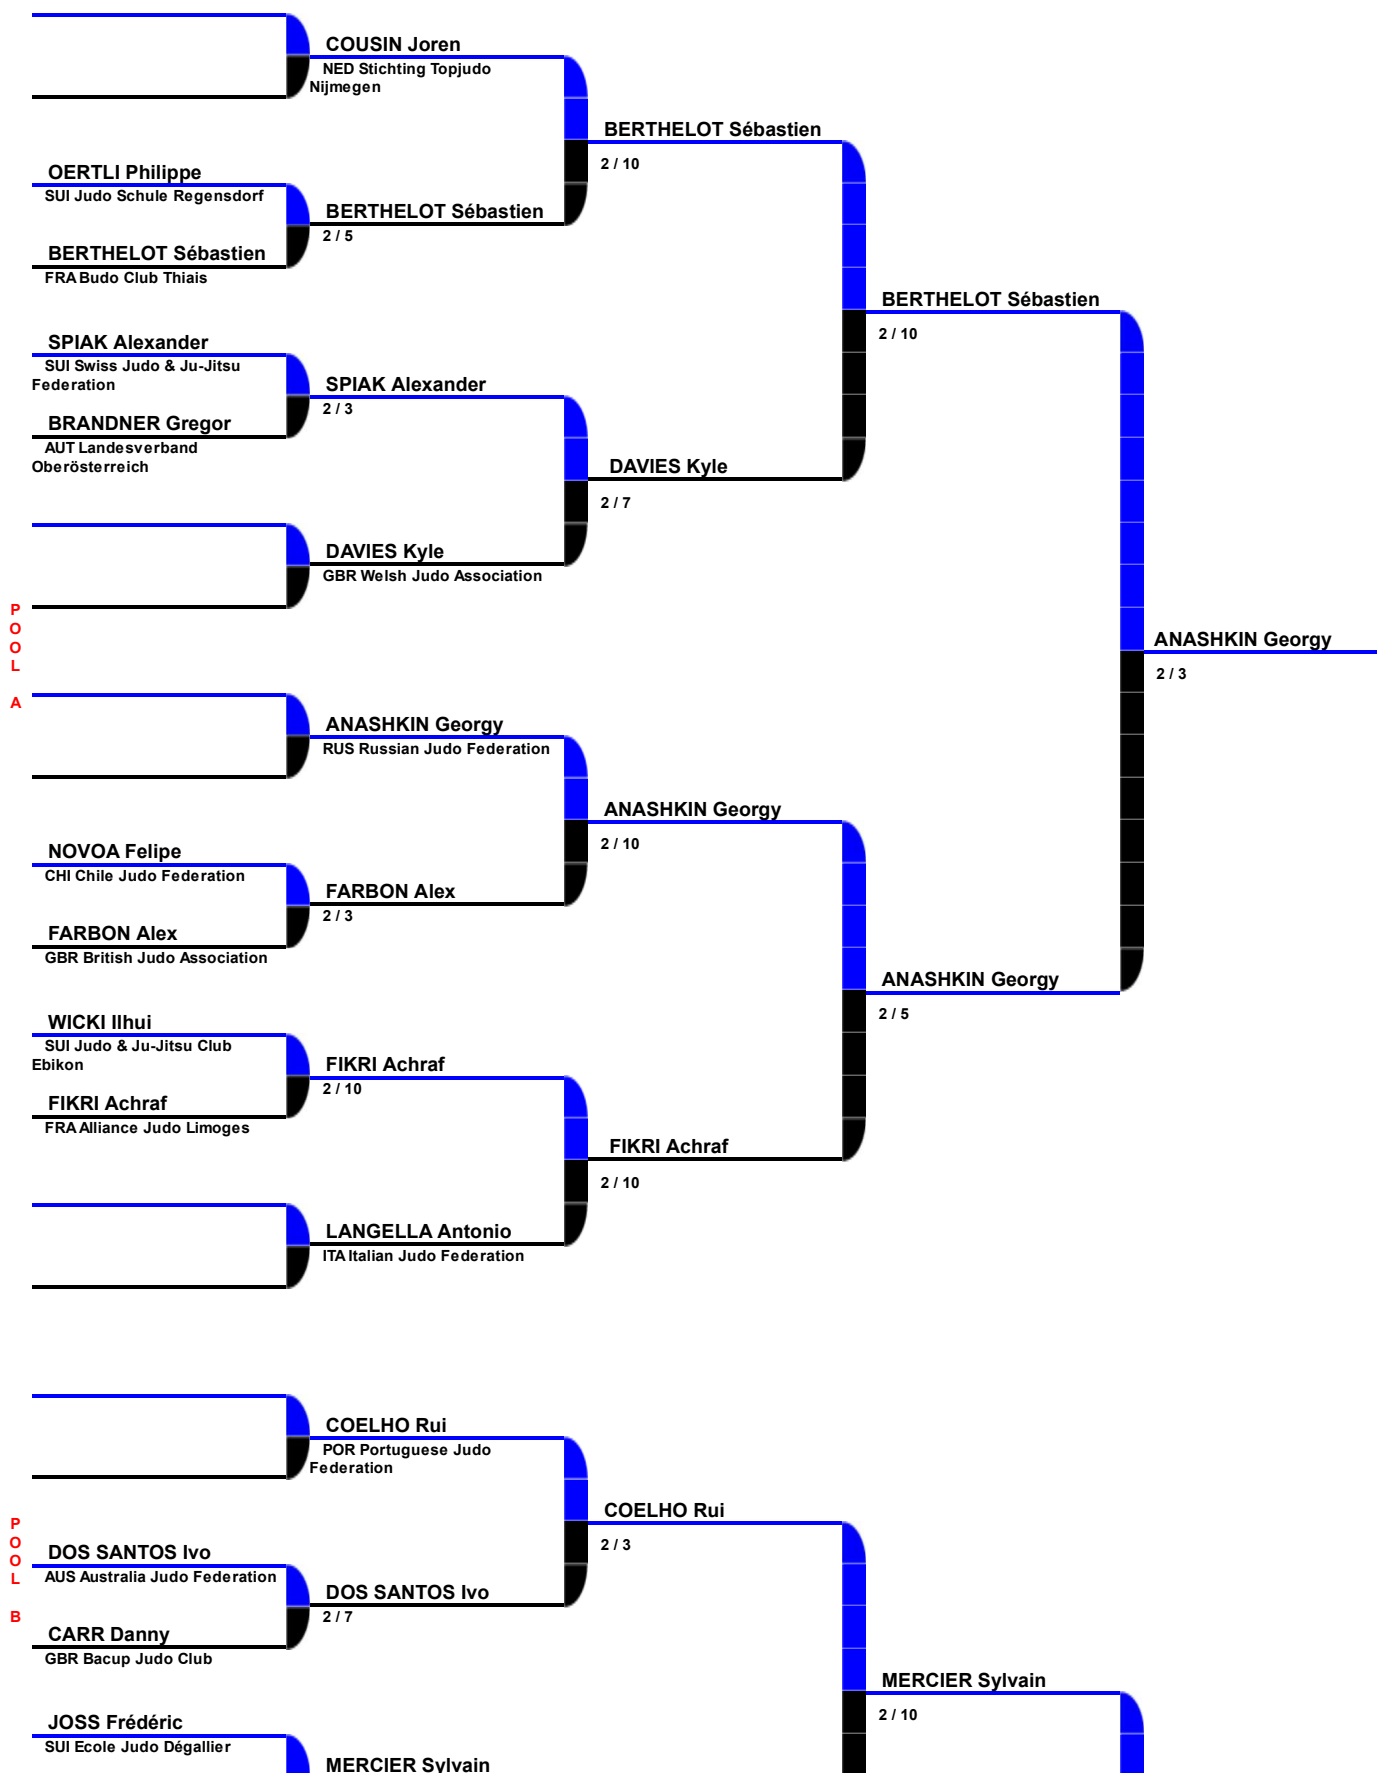 COUSIN Joren
NED Stichting Topjudo
Nijmegen
BERTHELOT Sébastien
2 / 10
OERTLI Philippe
SUI Judo Schule Regensdorf
BERTHELOT Sébastien
2 / 5
BERTHELOT Sébastien
FRA Budo Club Thiais
BERTHELOT Sébastien
2 / 10
SPIAK Alexander
SUI Swiss Judo & Ju-Jitsu
Federation
SPIAK Alexander
2 / 3
BRANDNER Gregor
AUT Landesverband
Oberösterreich
DAVIES Kyle
2 / 7
DAVIES Kyle
GBR Welsh Judo Association
POOL A
ANASHKIN Georgy
2 / 3
ANASHKIN Georgy
RUS Russian Judo Federation
ANASHKIN Georgy
2 / 10
NOVOA Felipe
CHI Chile Judo Federation
FARBON Alex
2 / 3
FARBON Alex
GBR British Judo Association
ANASHKIN Georgy
2 / 5
WICKI Ilhui
SUI Judo & Ju-Jitsu Club
Ebikon
FIKRI Achraf
2 / 10
FIKRI Achraf
FRA Alliance Judo Limoges
FIKRI Achraf
2 / 10
LANGELLA Antonio
ITA Italian Judo Federation
COELHO Rui
POR Portuguese Judo
Federation
COELHO Rui
2 / 3
POOL B
DOS SANTOS Ivo
AUS Australia Judo Federation
DOS SANTOS Ivo
2 / 7
CARR Danny
GBR Bacup Judo Club
MERCIER Sylvain
2 / 10
JOSS Frédéric
SUI Ecole Judo Dégallier
MERCIER Sylvain